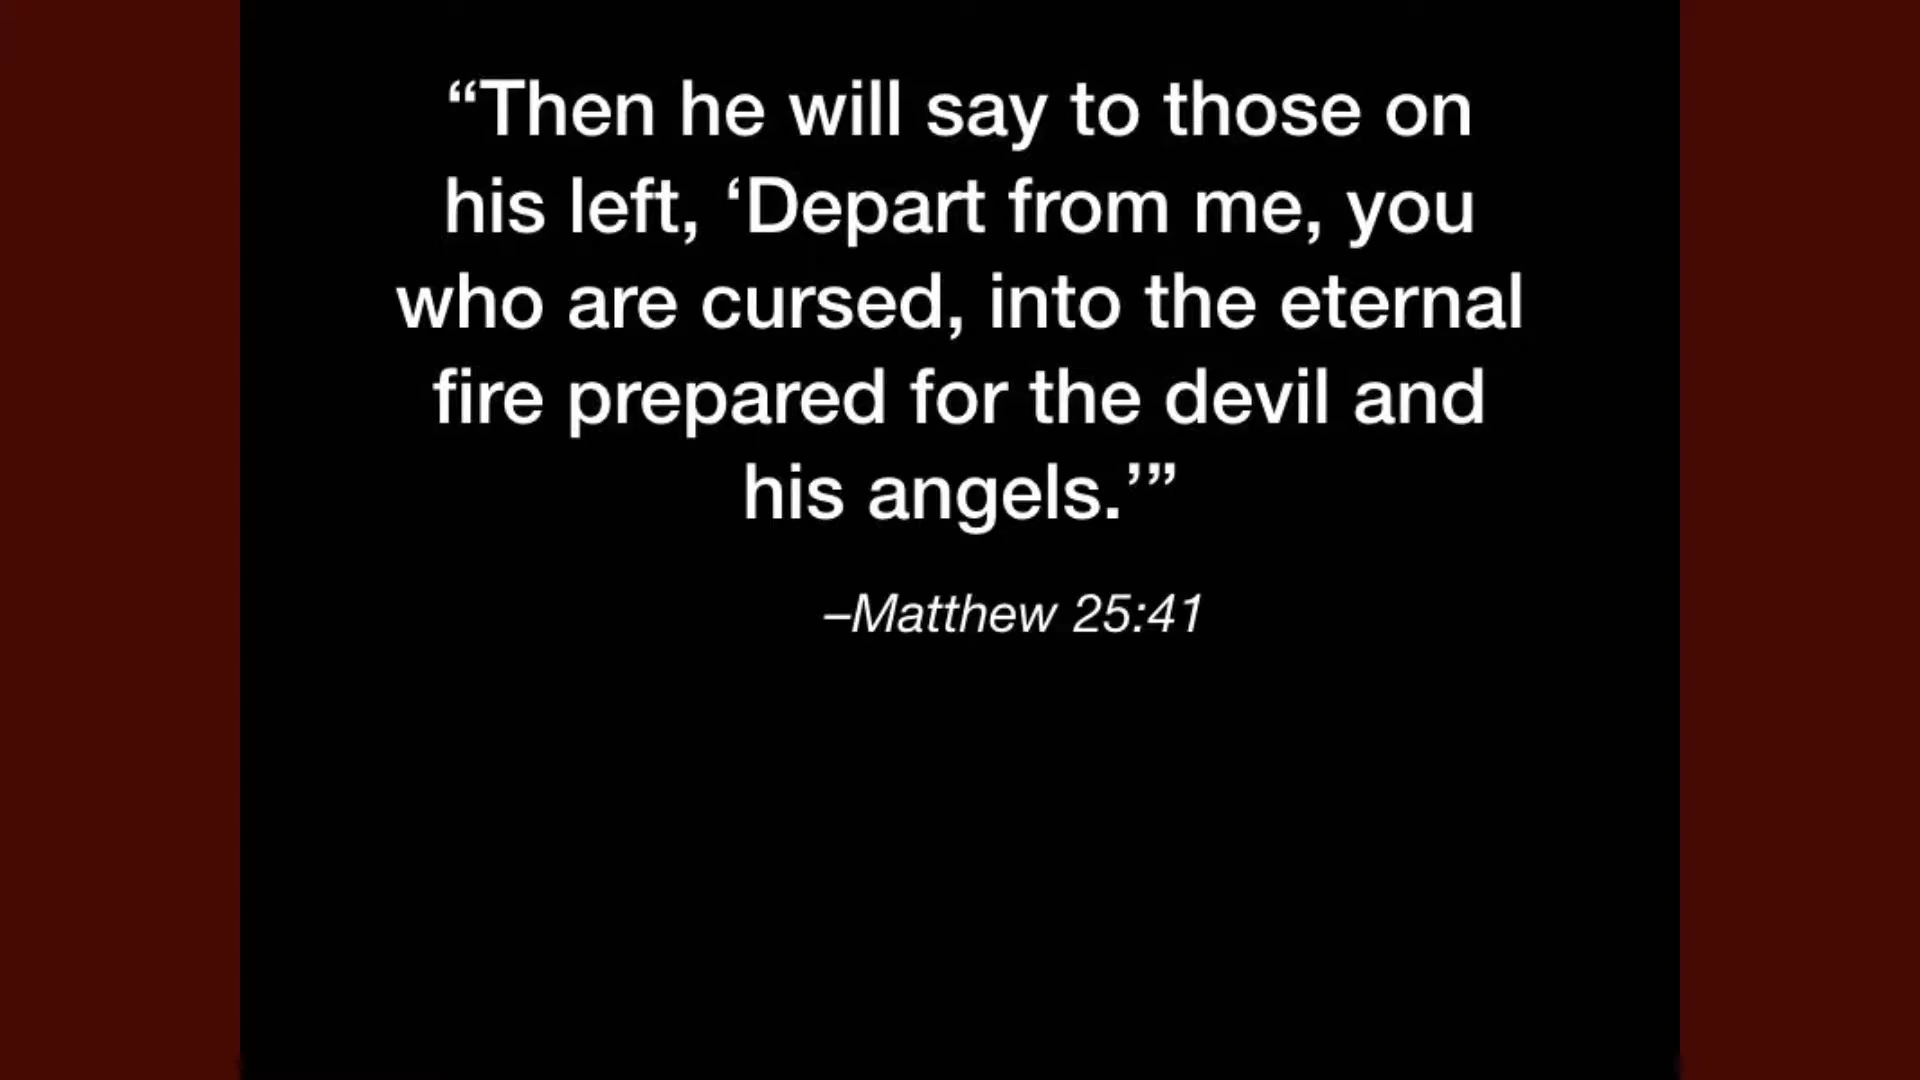 “Then he will say to those on
his left, ‘Depart from me, you
who are cursed, into the eternal
fire prepared for the devil and
his angels.’”
–Matthew 25:41